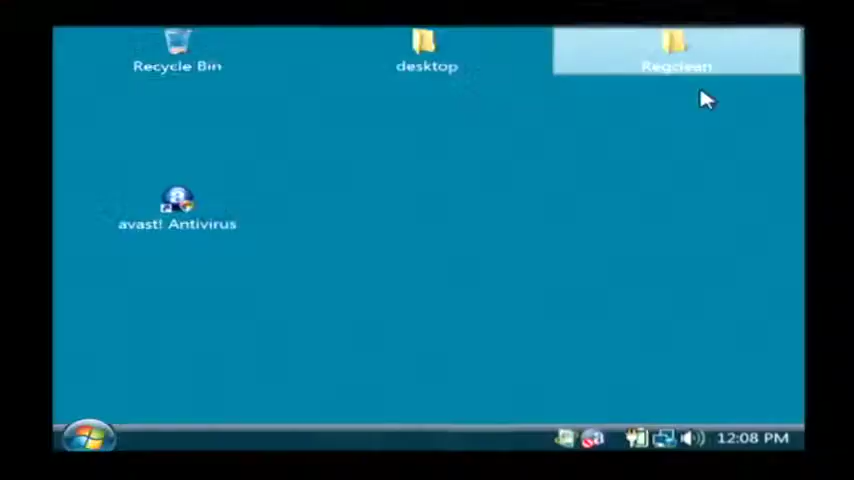 Recycle Bin
desktop
Regclean
avast! Antivirus
12:08 PM